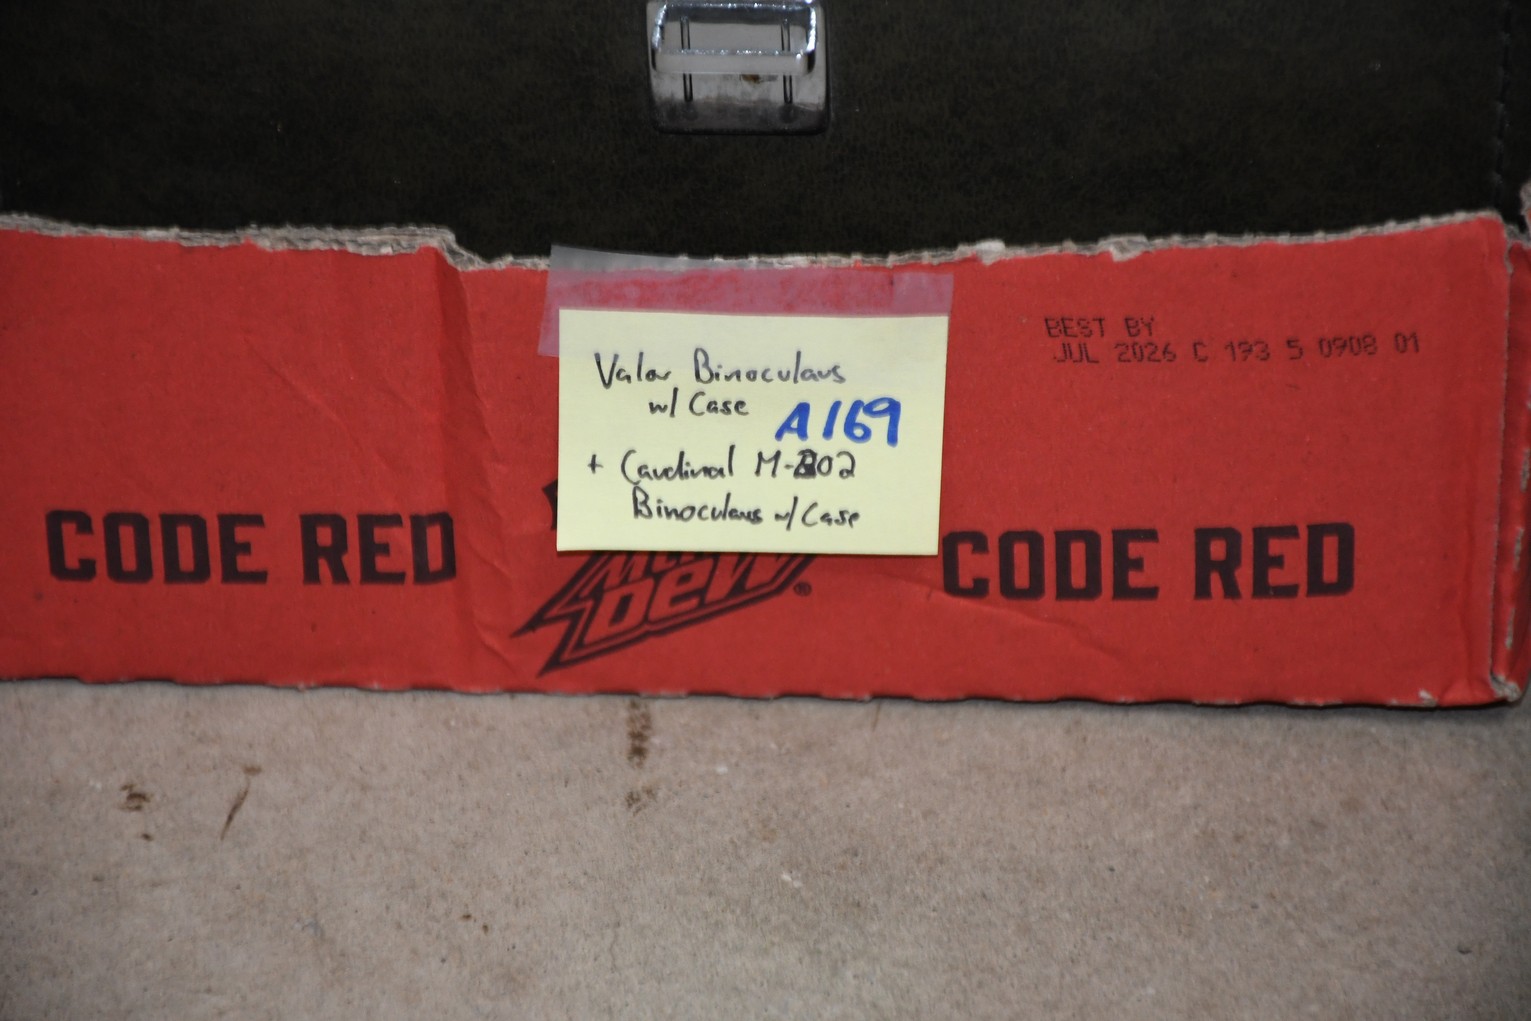 Valor Binoculars
w/ Case
A169
+ Cardinal M-802
Binoculars w/ Case
BEST BY
JUL 2026 C 193 5 0908 01
CODE RED
Dew®
CODE RED